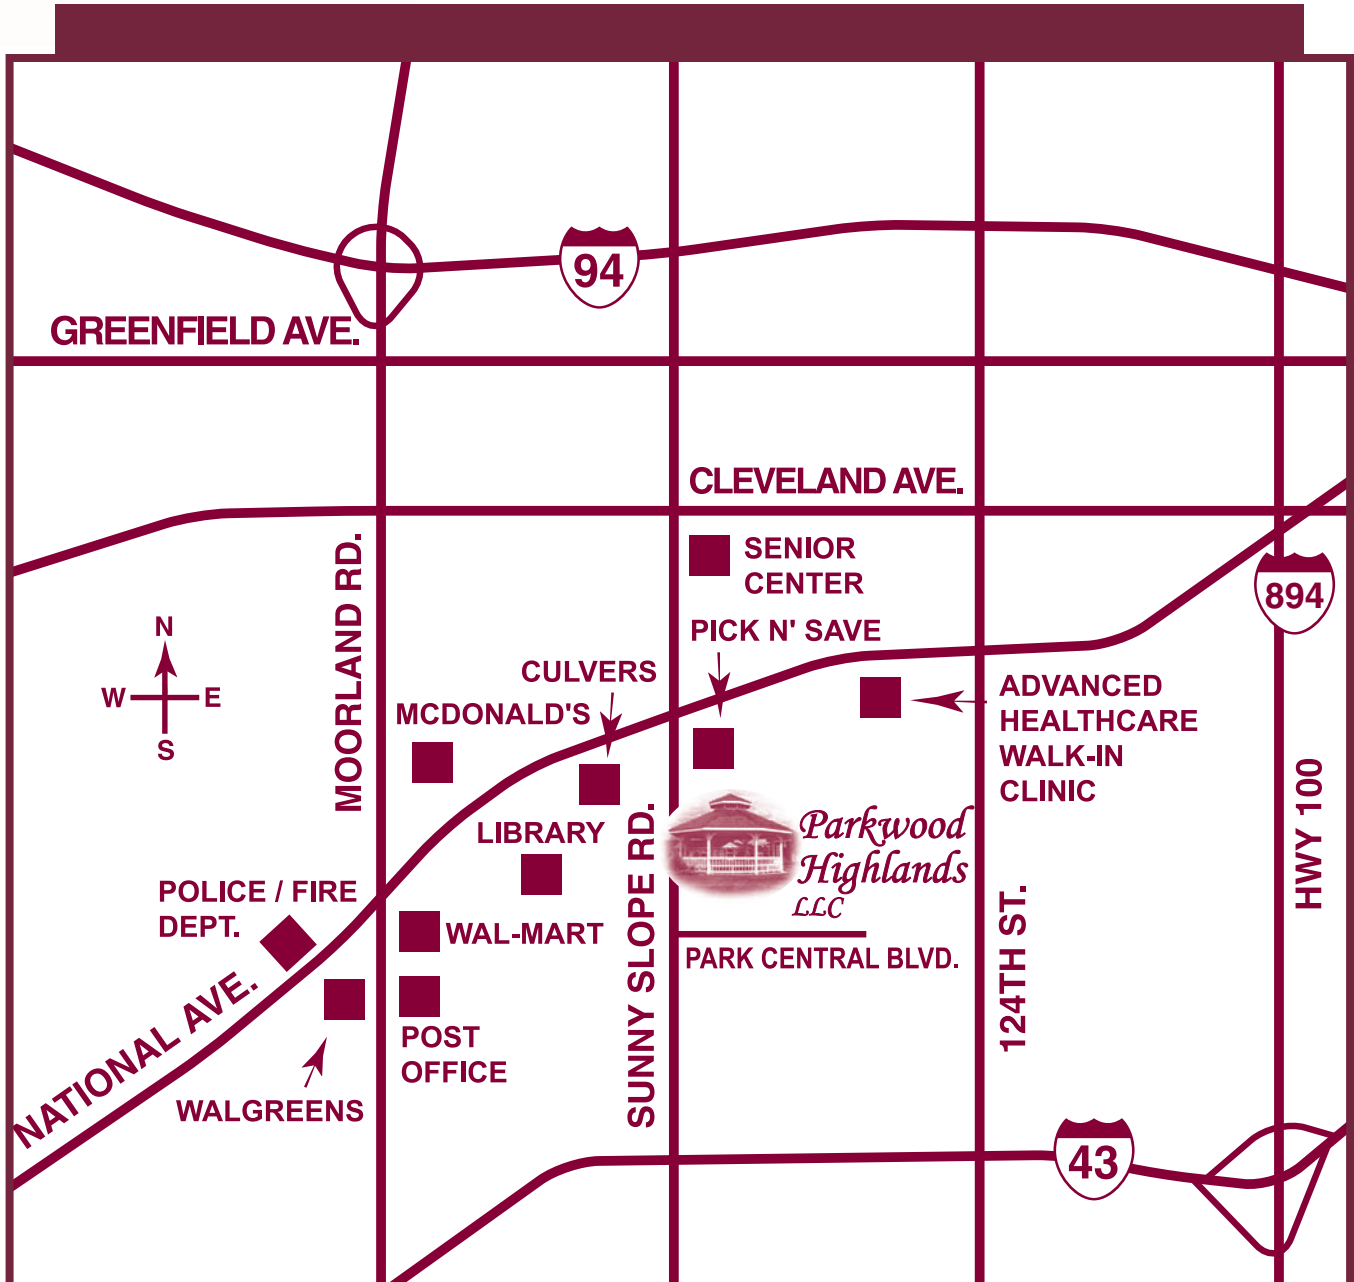 94
GREENFIELD AVE.
CLEVELAND AVE.
MOORLAND RD.
SENIOR
CENTER
894
N
W E
S
PICK N' SAVE
CULVERS
MCDONALD'S
ADVANCED
HEALTHCARE
WALK-IN
CLINIC
HWY 100
LIBRARY
SUNNY SLOPE RD.
Parkwood
Highlands
LLC
POLICE / FIRE
DEPT.
WAL-MART
PARK CENTRAL BLVD.
124TH ST.
NATIONAL AVE.
POST
OFFICE
WALGREENS
43